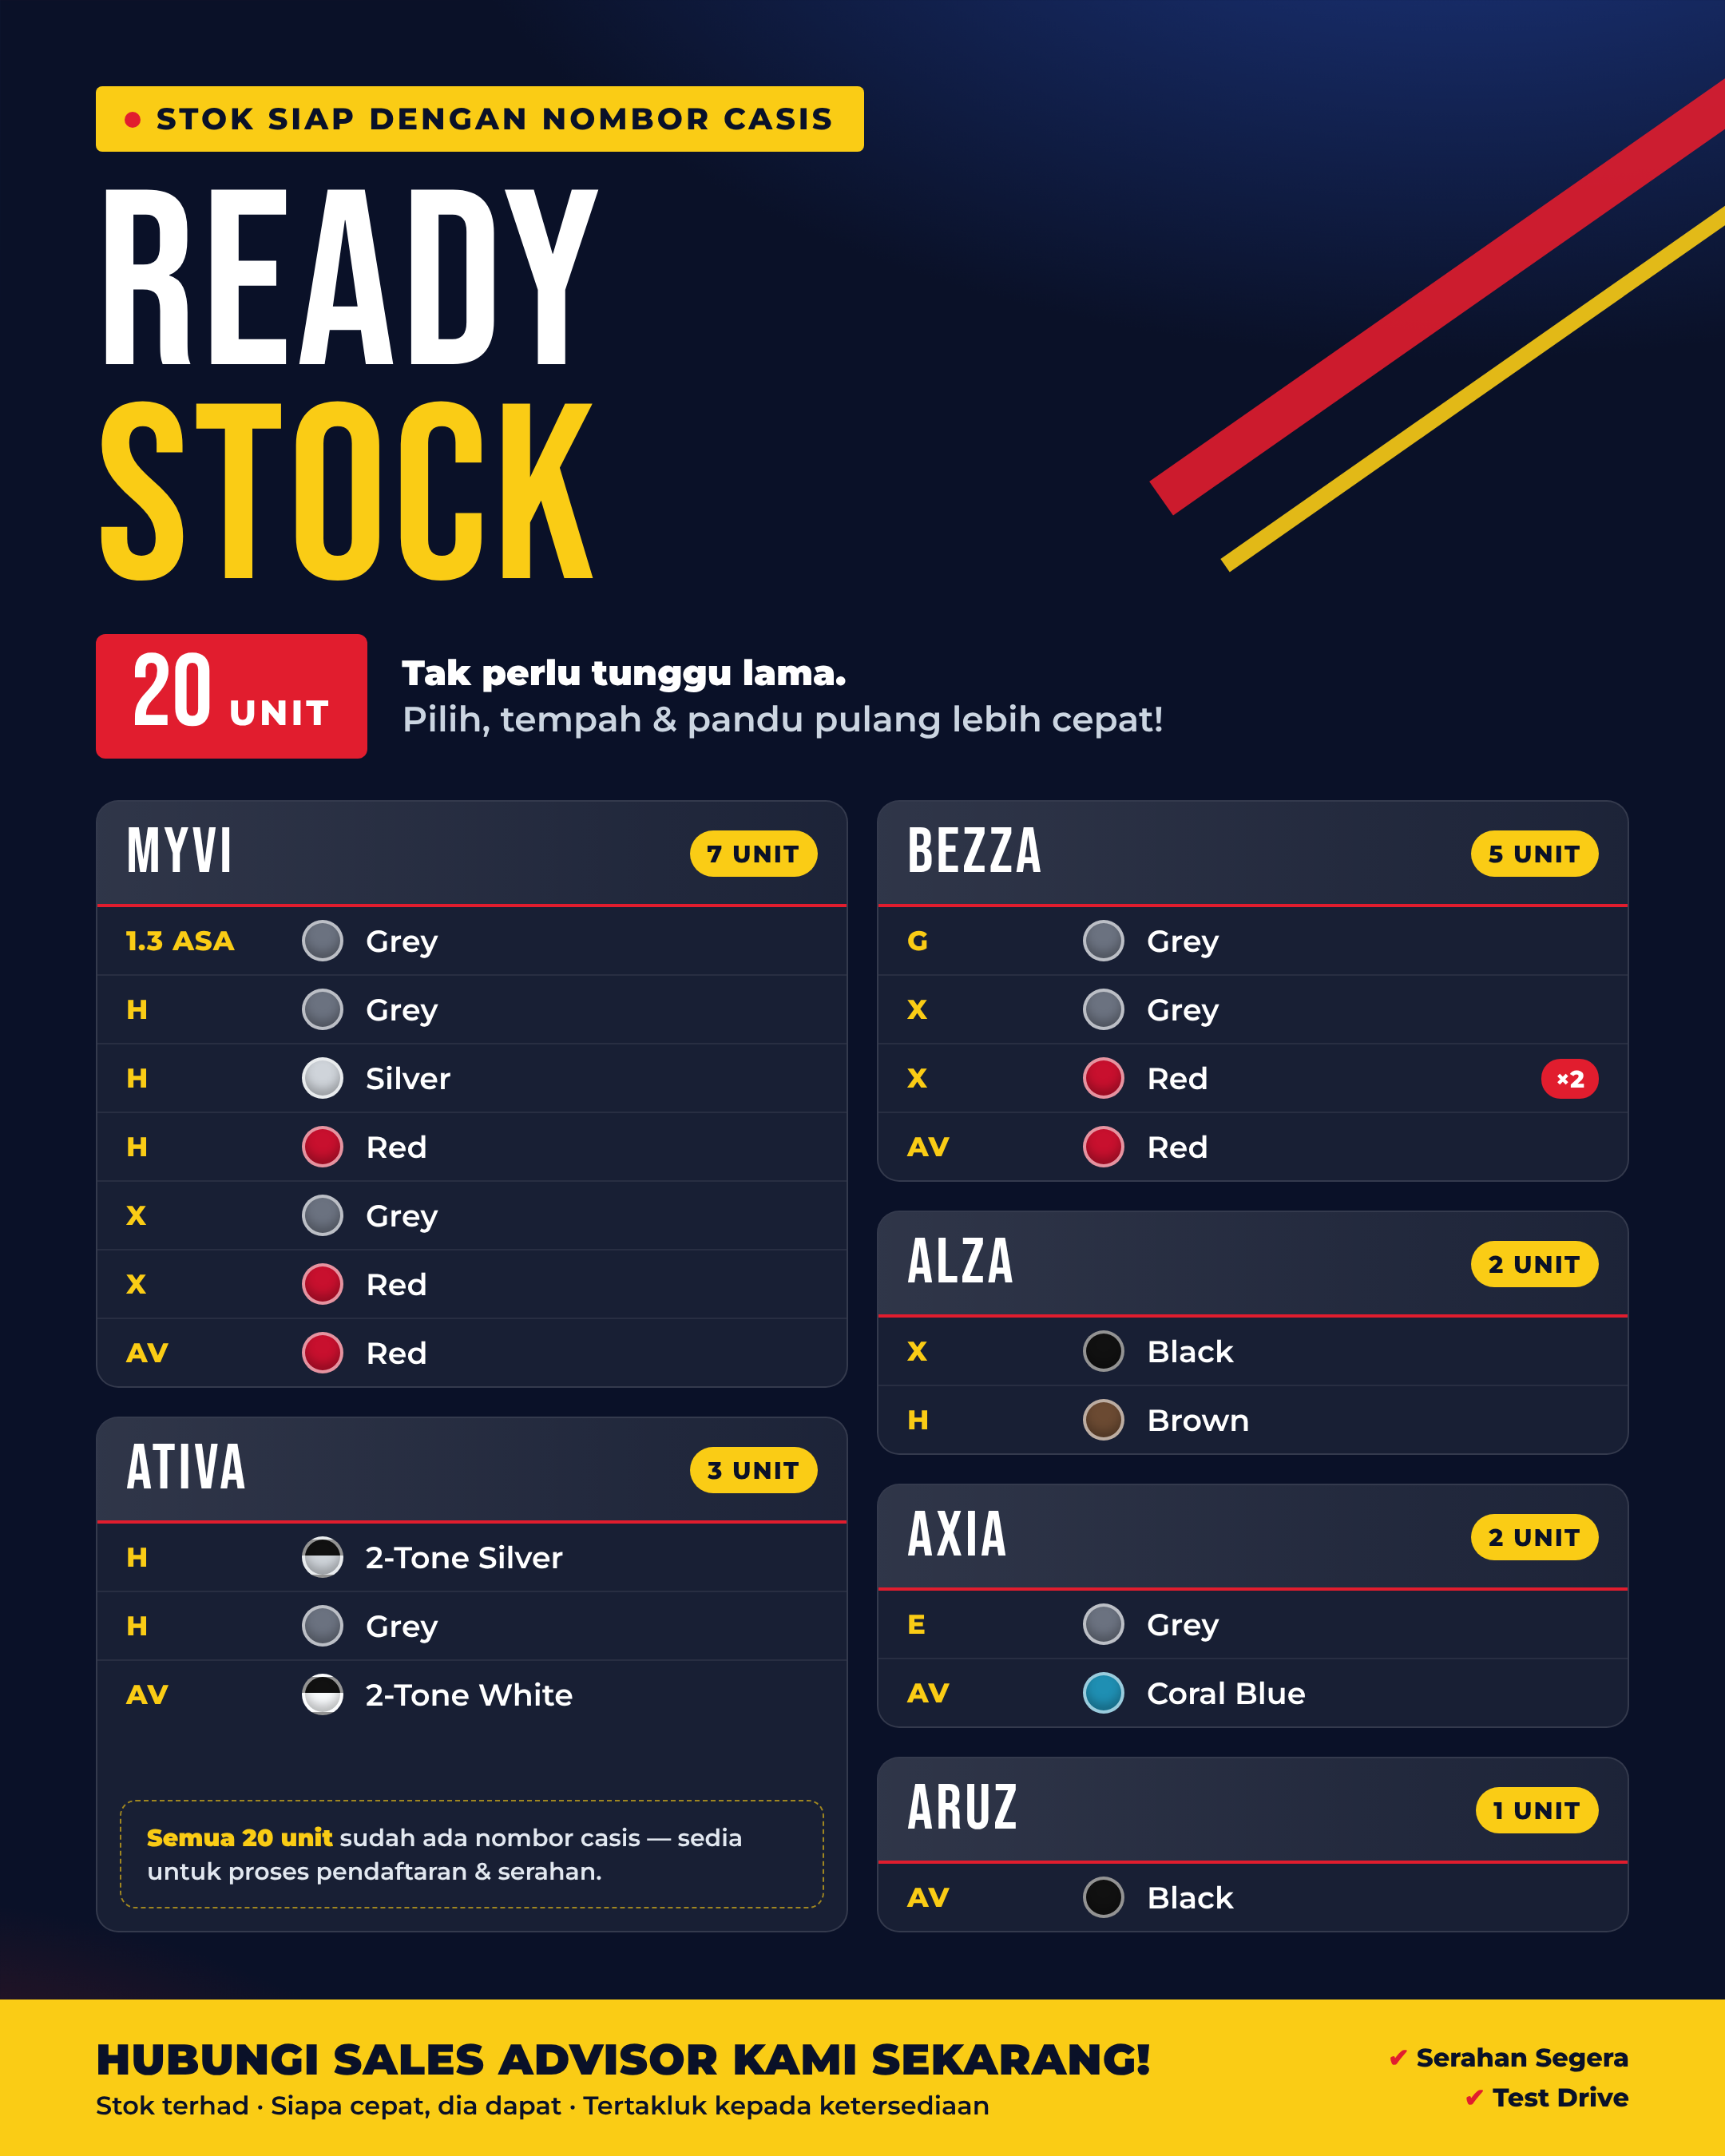 STOK SIAP DENGAN NOMBOR CASIS
READY
STOCK
20 UNIT
Tak perlu tunggu lama.
Pilih, tempah & pandu pulang lebih cepat!
MYVI 7 UNIT
1.3 ASA Grey
H Grey
H Silver
H Red
X Grey
X Red
AV Red
ATIVA 3 UNIT
H 2-Tone Silver
H Grey
AV 2-Tone White
Semua 20 unit sudah ada nombor casis — sedia
untuk proses pendaftaran & serahan.
BEZZA 5 UNIT
G Grey
X Grey
X Red ×2
AV Red
ALZA 2 UNIT
X Black
H Brown
AXIA 2 UNIT
E Grey
AV Coral Blue
ARUZ 1 UNIT
AV Black
HUBUNGI SALES ADVISOR KAMI SEKARANG!
Stok terhad · Siapa cepat, dia dapat · Tertakluk kepada ketersediaan
✔ Serahan Segera
✔ Test Drive